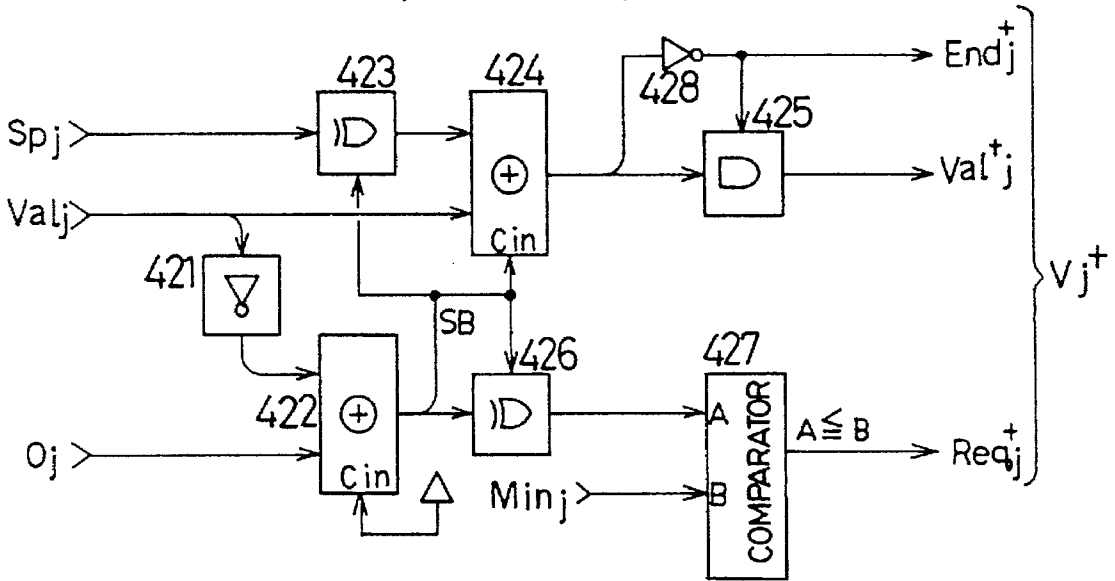 423
424
428
End⁺j
Spj
425
Val⁺j
Valj
Cin
421
Vj⁺
SB
426
427
422
A
A≦B
Oj
Req⁺j
Cin
Minj
B
COMPARATOR